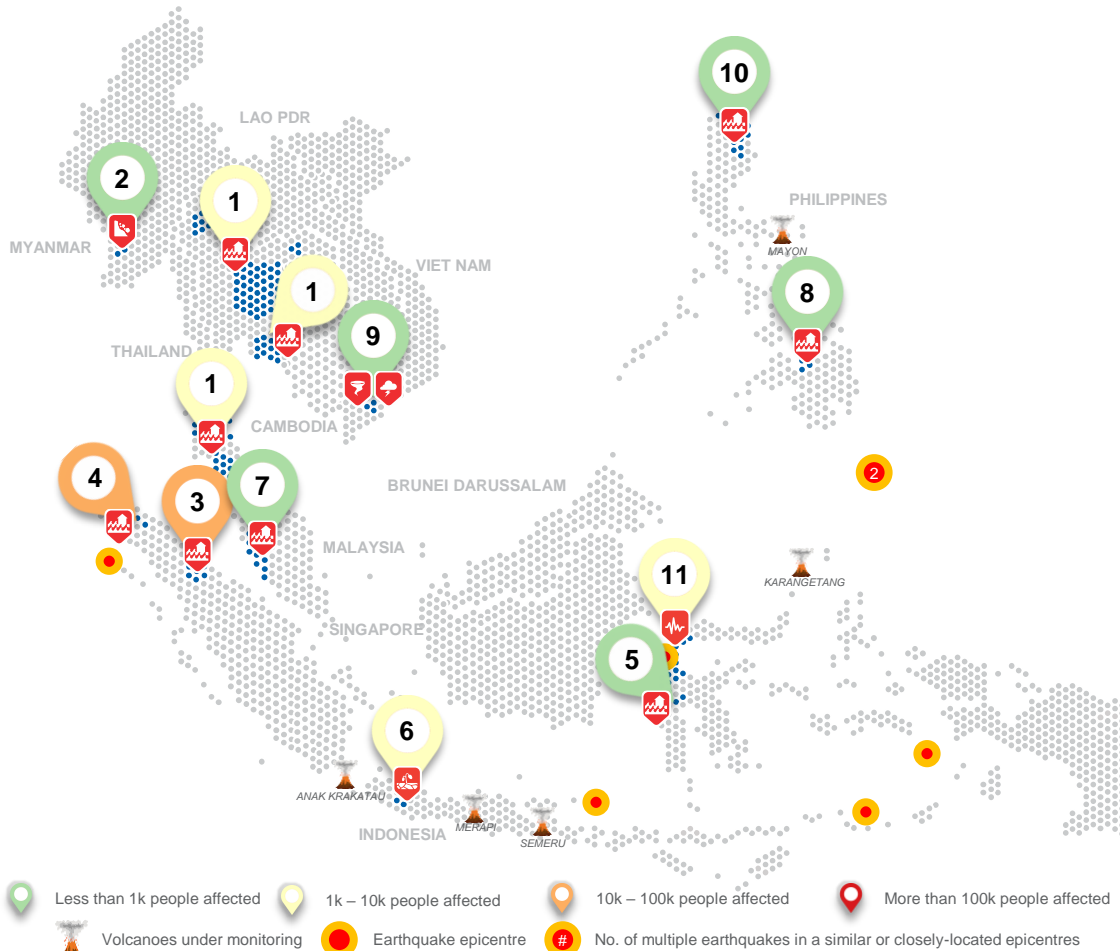 10
LAO PDR
2
1
PHILIPPINES
MYANMAR
MAYON
VIET NAM
1
8
9
THAILAND
1
CAMBODIA
4
BRUNEI DARUSSALAM
2
3
7
MALAYSIA
11
KARANGETANG
SINGAPORE
5
6
ANAK KRAKATAU
INDONESIA
MERAPI
SEMERU
Less than 1k people affected
1k – 10k people affected
10k – 100k people affected
More than 100k people affected
Volcanoes under monitoring
Earthquake epicentre
#
No. of multiple earthquakes in a similar or closely-located epicentres